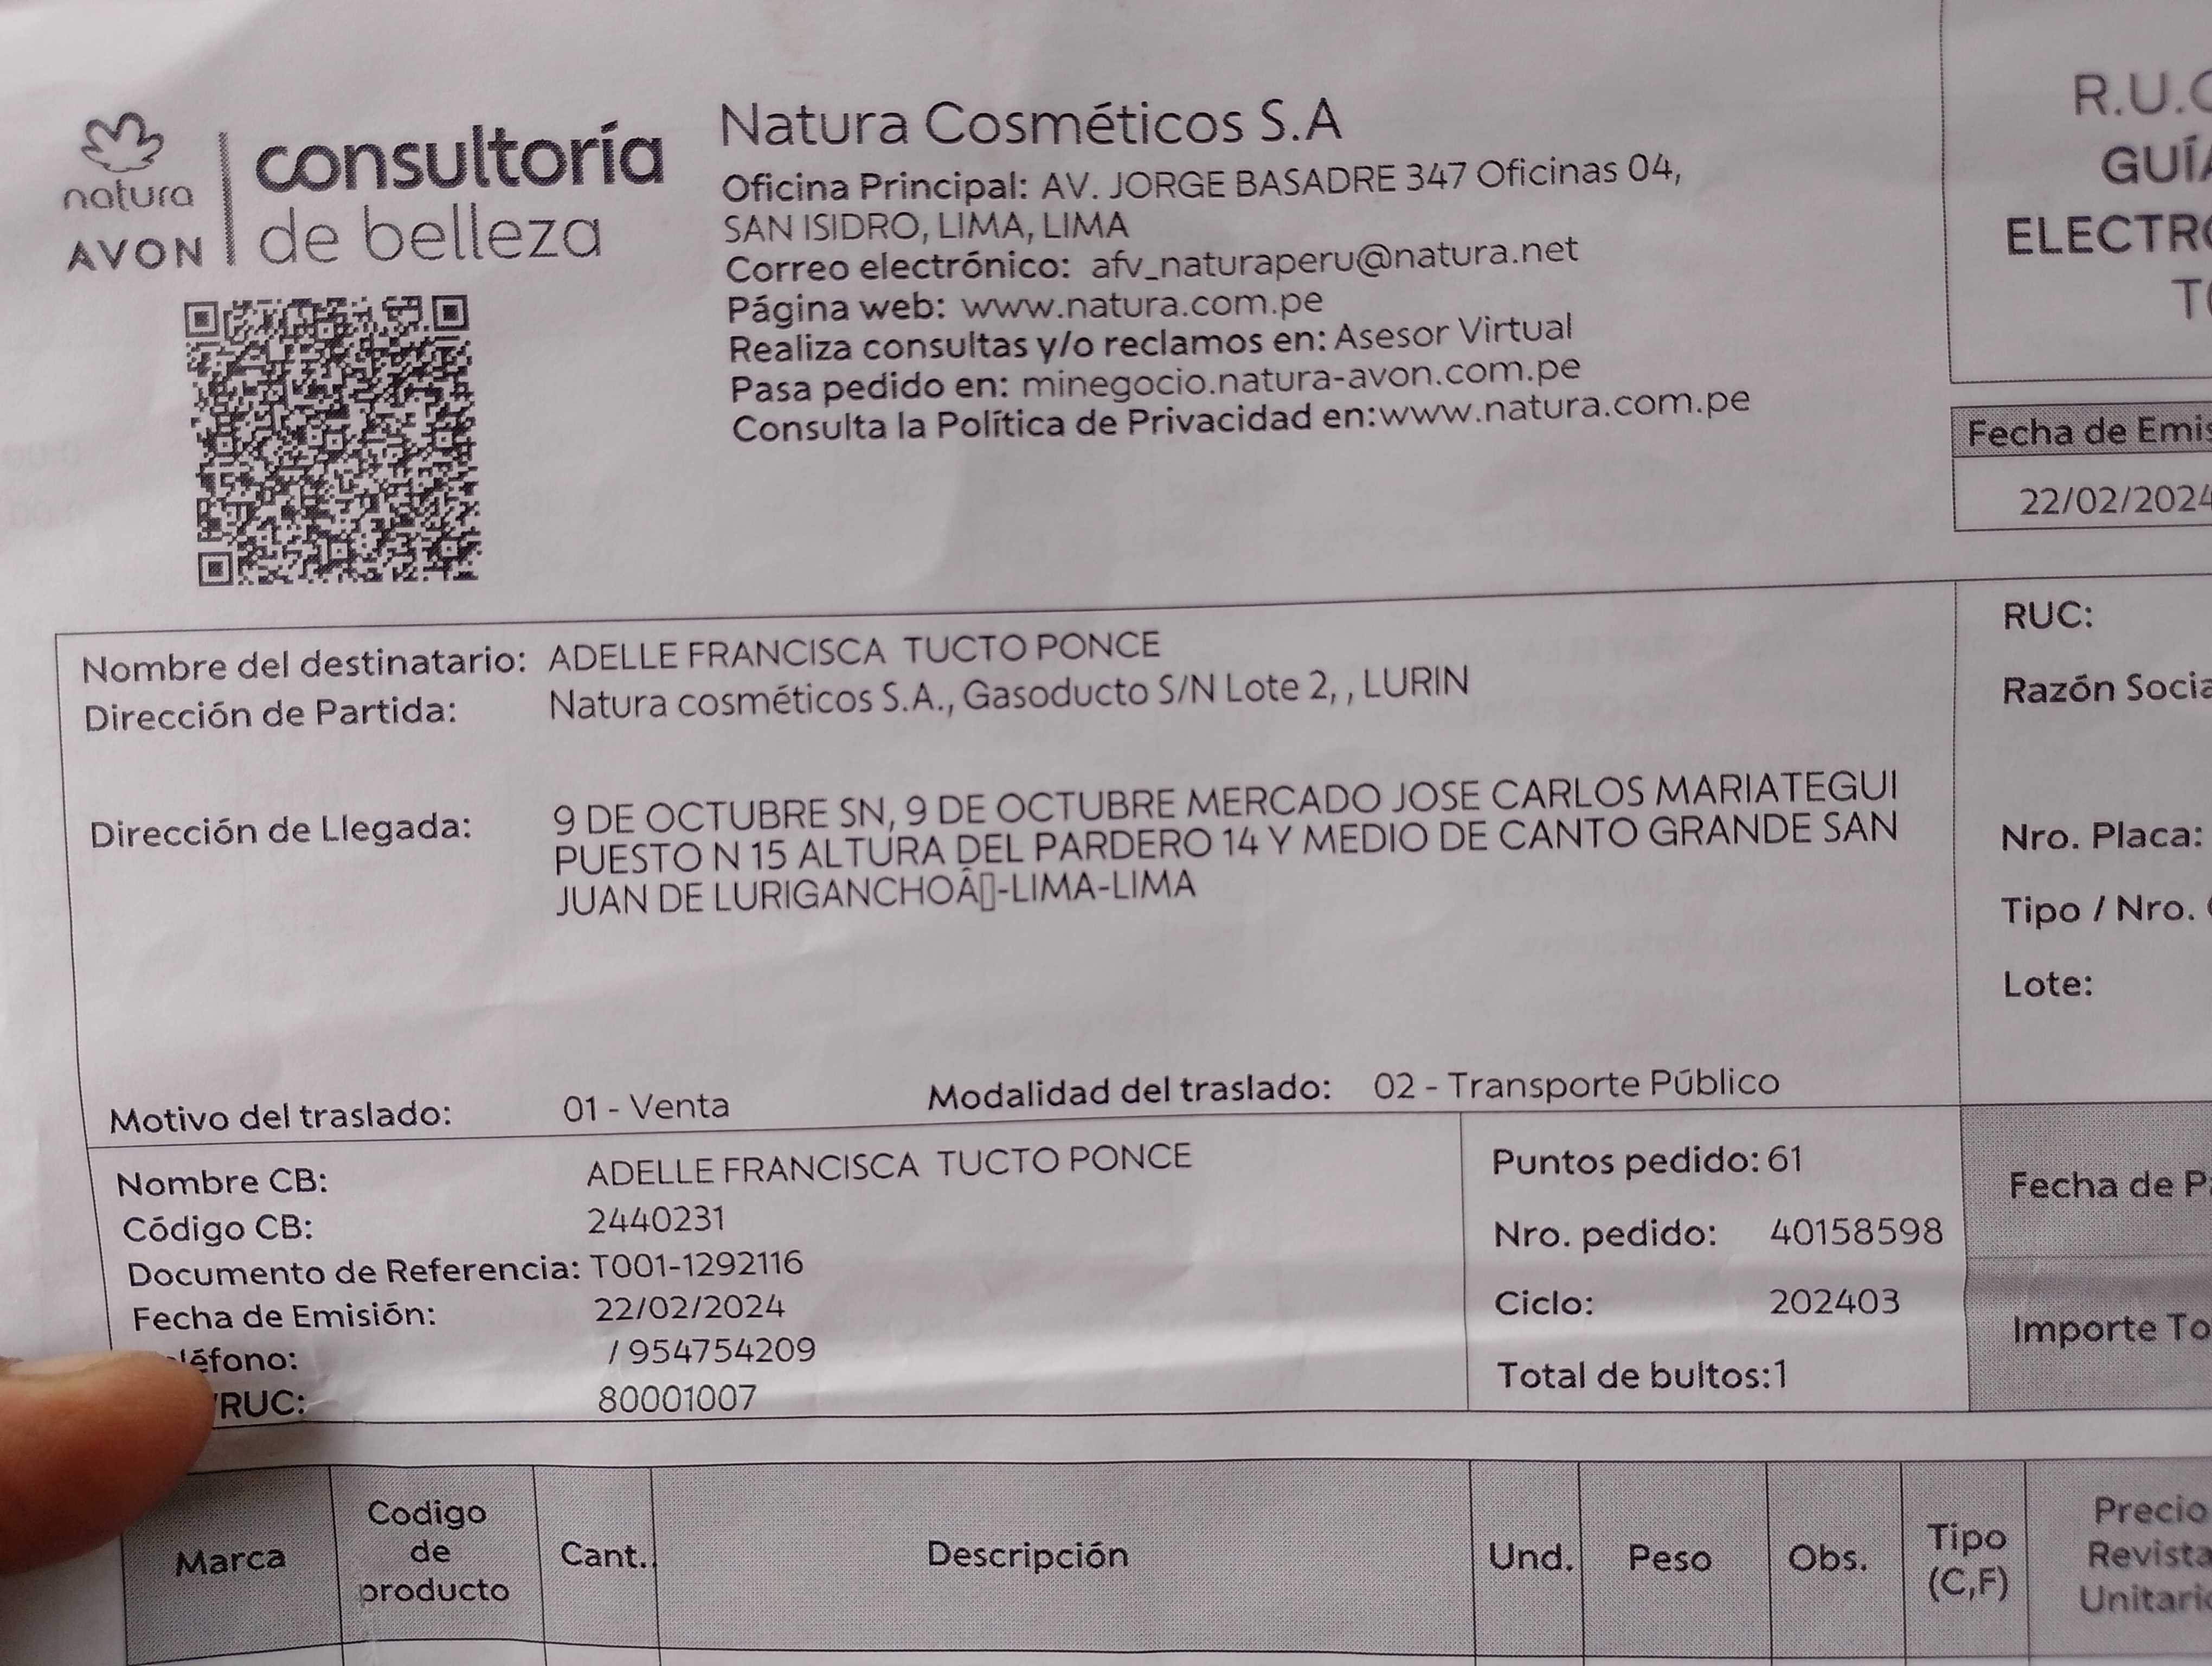 natura
AVON
consultoría
de belleza
Natura Cosméticos S.A
Oficina Principal: AV. JORGE BASADRE 347 Oficinas 04,
SAN ISIDRO, LIMA, LIMA
Correo electrónico: afv_naturaperu@natura.net
Página web: www.natura.com.pe
Realiza consultas y/o reclamos en: Asesor Virtual
Pasa pedido en: minegocio.natura-avon.com.pe
Consulta la Política de Privacidad en:www.natura.com.pe
R.U.C
GUÍA
ELECTRÓ
Fecha de Emis
22/02/2024
Nombre del destinatario: ADELLE FRANCISCA TUCTO PONCE
Dirección de Partida: Natura cosméticos S.A., Gasoducto S/N Lote 2, , LURIN
Dirección de Llegada: 9 DE OCTUBRE SN, 9 DE OCTUBRE MERCADO JOSE CARLOS MARIATEGUI
PUESTO N 15 ALTURA DEL PARDERO 14 Y MEDIO DE CANTO GRANDE SAN
JUAN DE LURIGANCHOÂ▯-LIMA-LIMA
Motivo del traslado: 01 - Venta Modalidad del traslado: 02 - Transporte Público
RUC:
Razón Socia
Nro. Placa:
Tipo / Nro.
Lote:
Nombre CB: ADELLE FRANCISCA TUCTO PONCE
Código CB: 2440231
Documento de Referencia: T001-1292116
Fecha de Emisión: 22/02/2024
léfono: / 954754209
/RUC: 80001007
Puntos pedido: 61
Nro. pedido: 40158598
Ciclo: 202403
Total de bultos:1
Fecha de P
Importe To
Marca
Codigo
de
producto
Cant.
Descripción
Und.
Peso
Obs.
Tipo
(C,F)
Precio
Revista
Unitario